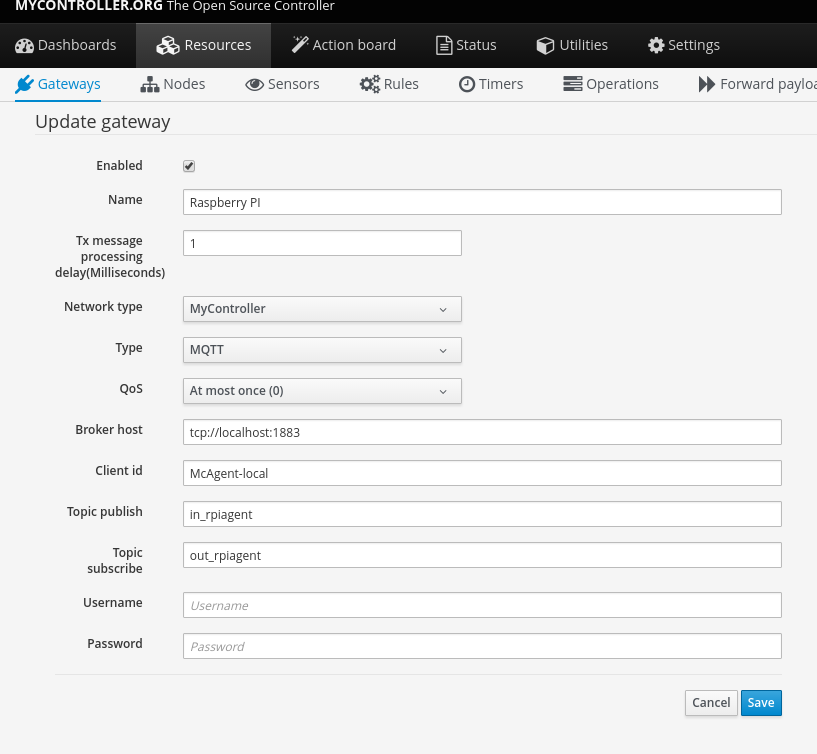 MYCONTROLLER.ORG The Open Source Controller
Dashboards Resources Action board Status Utilities Settings
Gateways Nodes Sensors Rules Timers Operations Forward payloa
Update gateway
Enabled
Name Raspberry PI
Tx message
processing
delay(Milliseconds)
1
Network type MyController
Type MQTT
QoS At most once (0)
Broker host tcp://localhost:1883
Client id McAgent-local
Topic publish in_rpiagent
Topic
subscribe
out_rpiagent
Username Username
Password Password
Cancel Save